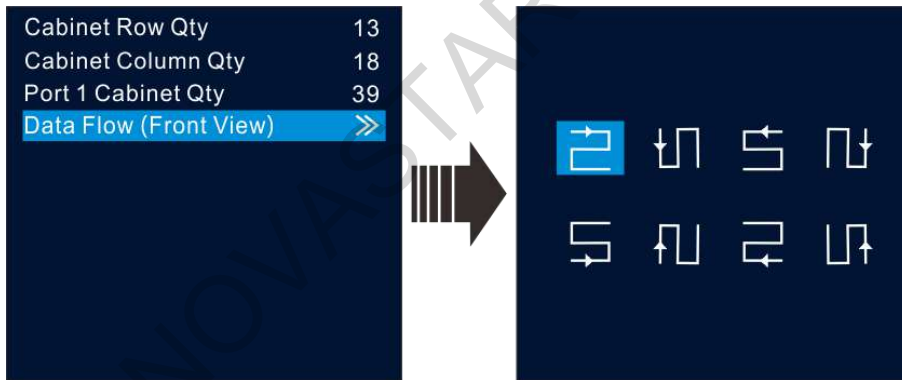 Cabinet Row Qty 13
Cabinet Column Qty 18
Port 1 Cabinet Qty 39
Data Flow (Front View)
NOVASTAR